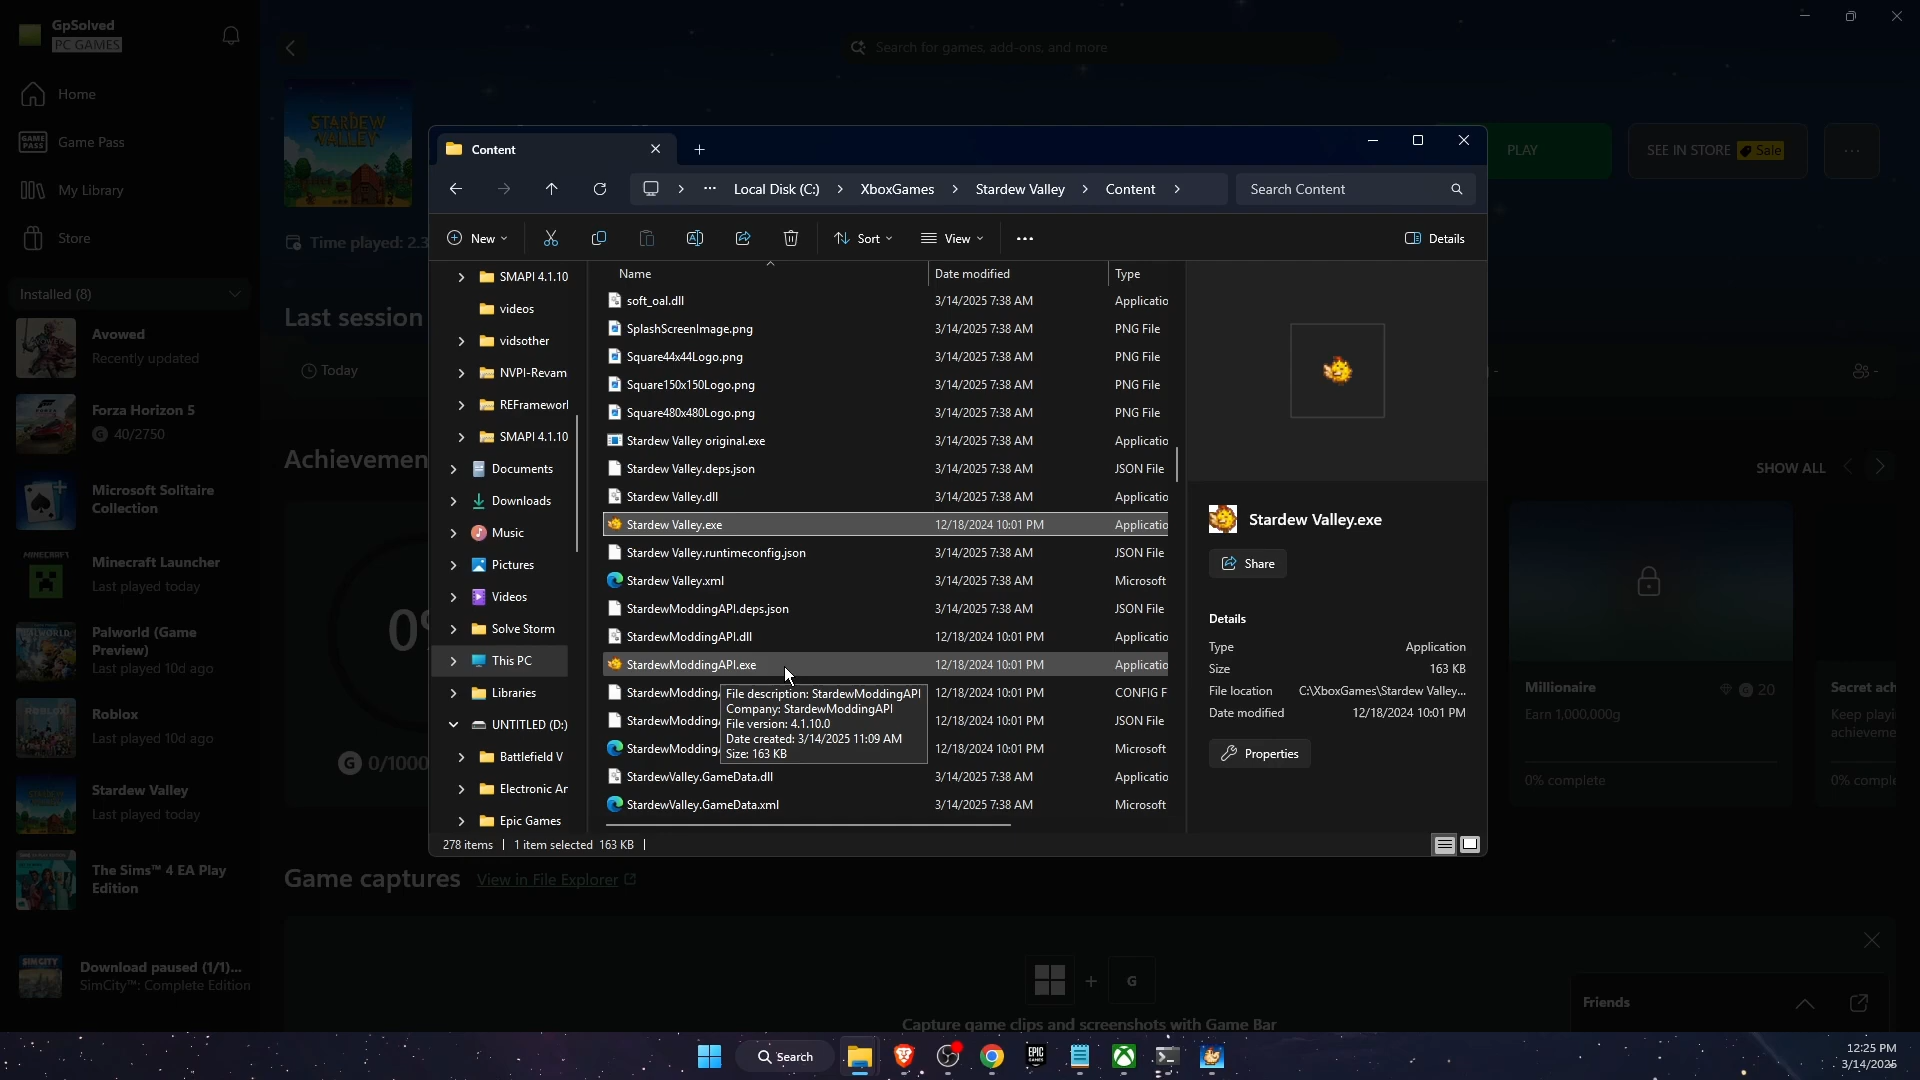 GpSolved
PC GAMES
Home
GAME PASS
Game Pass
My Library
Store
Installed (8)
Avowed
Recently updated
Forza Horizon 5
G 40/2750
Microsoft Solitaire
Collection
MINECRAFT
Minecraft Launcher
Last played today
PALWORLD
Palworld (Game
Preview)
Last played 10d ago
Roblox
Last played 10d ago
Stardew Valley
Last played today
The Sims™ 4 EA Play
Edition
SIMCITY
Download paused (1/1)...
SimCity™: Complete Edition
Search for games, add-ons, and more
STARDEW
VALLEY
Time played: 2.3
PLAY
SEE IN STORE
Sale
Last session
Today
Achievemen
SHOW ALL
0%
G 0/1000
Millionaire
G 20
Earn 1,000,000g
0% complete
Secret ach
Keep playi
achieveme
0% comple
Game captures
View in File Explorer
+ G
Capture game clips and screenshots with Game Bar
Friends
Content
Local Disk (C:)
XboxGames
Stardew Valley
Content
Search Content
New
Sort
View
Details
SMAPI 4.1.10
videos
vidsother
NVPI-Revam
REFramewor
SMAPI 4.1.10
Documents
Downloads
Music
Pictures
Videos
Solve Storm
This PC
Libraries
UNTITLED (D:)
Battlefield V
Electronic Ar
Epic Games
Name Date modified Type
soft_oal.dll 3/14/2025 7:38 AM Applicatio
SplashScreenImage.png 3/14/2025 7:38 AM PNG File
Square44x44Logo.png 3/14/2025 7:38 AM PNG File
Square150x150Logo.png 3/14/2025 7:38 AM PNG File
Square480x480Logo.png 3/14/2025 7:38 AM PNG File
Stardew Valley original.exe 3/14/2025 7:38 AM Applicatio
Stardew Valley.deps.json 3/14/2025 7:38 AM JSON File
Stardew Valley.dll 3/14/2025 7:38 AM Applicatio
Stardew Valley.exe 12/18/2024 10:01 PM Applicatio
Stardew Valley.runtimeconfig.json 3/14/2025 7:38 AM JSON File
Stardew Valley.xml 3/14/2025 7:38 AM Microsoft
StardewModdingAPI.deps.json 3/14/2025 7:38 AM JSON File
StardewModdingAPI.dll 12/18/2024 10:01 PM Applicatio
StardewModdingAPI.exe 12/18/2024 10:01 PM Applicatio
StardewModding 12/18/2024 10:01 PM CONFIG F
StardewModding 12/18/2024 10:01 PM JSON File
StardewModding 12/18/2024 10:01 PM Microsoft
StardewValley.GameData.dll 3/14/2025 7:38 AM Applicatio
StardewValley.GameData.xml 3/14/2025 7:38 AM Microsoft
File description: StardewModdingAPI
Company: StardewModdingAPI
File version: 4.1.10.0
Date created: 3/14/2025 11:09 AM
Size: 163 KB
Stardew Valley.exe
Share
Details
Type Application
Size 163 KB
File location C:\XboxGames\Stardew Valley...
Date modified 12/18/2024 10:01 PM
Properties
278 items
1 item selected 163 KB
Search
EPIC
GAMES
12:25 PM
3/14/2025